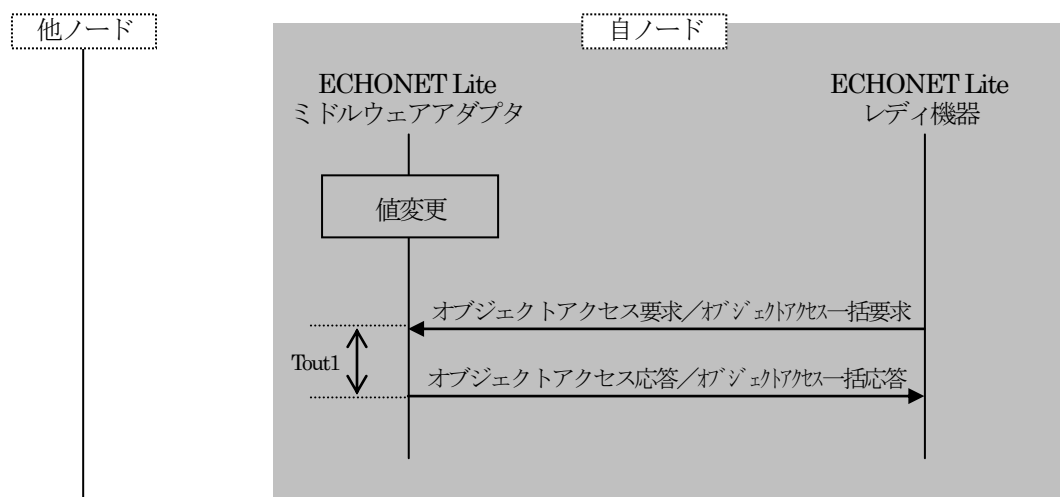 他ノード
自ノード
ECHONET Lite
ミドルウェアアダプタ
ECHONET Lite
レディ機器
値変更
オブジェクトアクセス要求／ｵﾌﾞｼﾞｪｸﾄｱｸｾｽ一括要求
Tout1
オブジェクトアクセス応答／ｵﾌﾞｼﾞｪｸﾄｱｸｾｽ一括応答